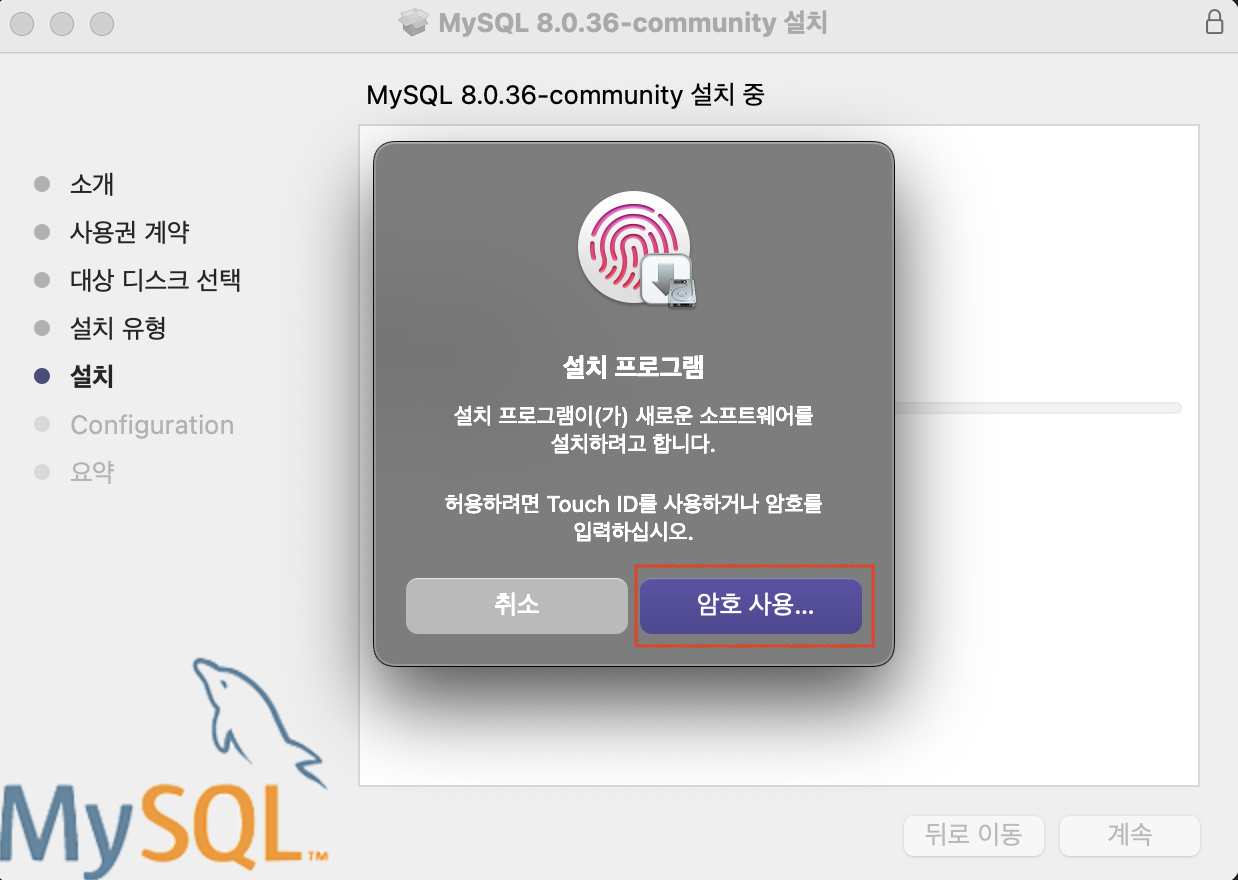 MySQL 8.0.36-community 설치
MySQL 8.0.36-community 설치 중
소개
사용권 계약
대상 디스크 선택
설치 유형
설치
Configuration
요약
설치 프로그램
설치 프로그램이(가) 새로운 소프트웨어를
설치하려고 합니다.
허용하려면 Touch ID를 사용하거나 암호를
입력하십시오.
취소
암호 사용...
MySQL™
뒤로 이동
계속